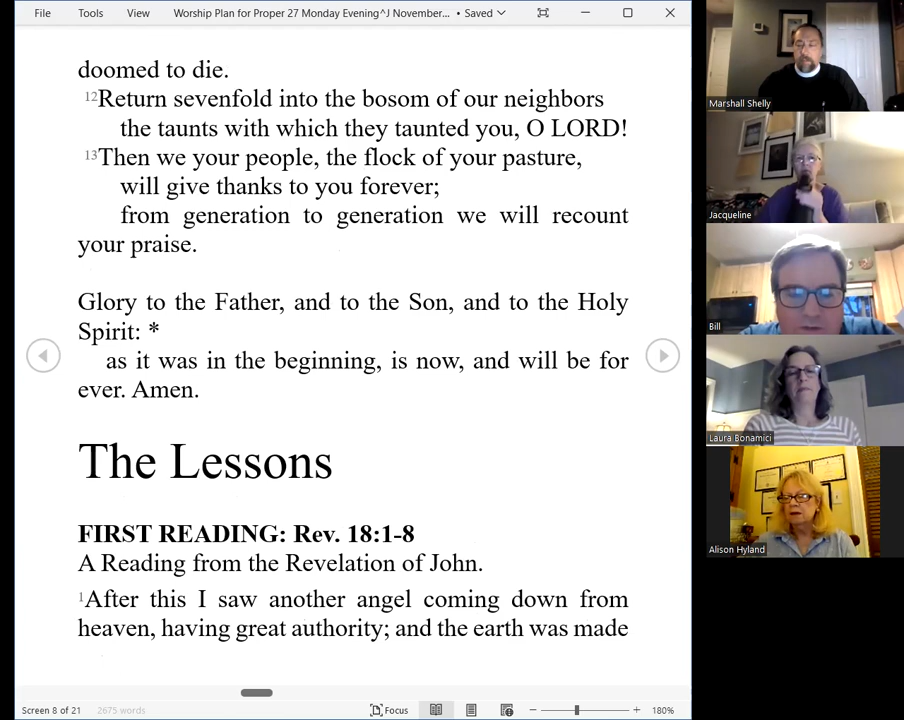 File Tools View Worship Plan for Proper 27 Monday Evening^J November... • Saved
doomed to die.
12Return sevenfold into the bosom of our neighbors
the taunts with which they taunted you, O LORD!
13Then we your people, the flock of your pasture,
will give thanks to you forever;
from generation to generation we will recount
your praise.
Glory to the Father, and to the Son, and to the Holy
Spirit: *
as it was in the beginning, is now, and will be for
ever. Amen.
The Lessons
FIRST READING: Rev. 18:1-8
A Reading from the Revelation of John.
1After this I saw another angel coming down from
heaven, having great authority; and the earth was made
Screen 8 of 21 2675 words Focus 180%
Marshall Shelly
Jacqueline
Bill
Laura Bonamici
Alison Hyland